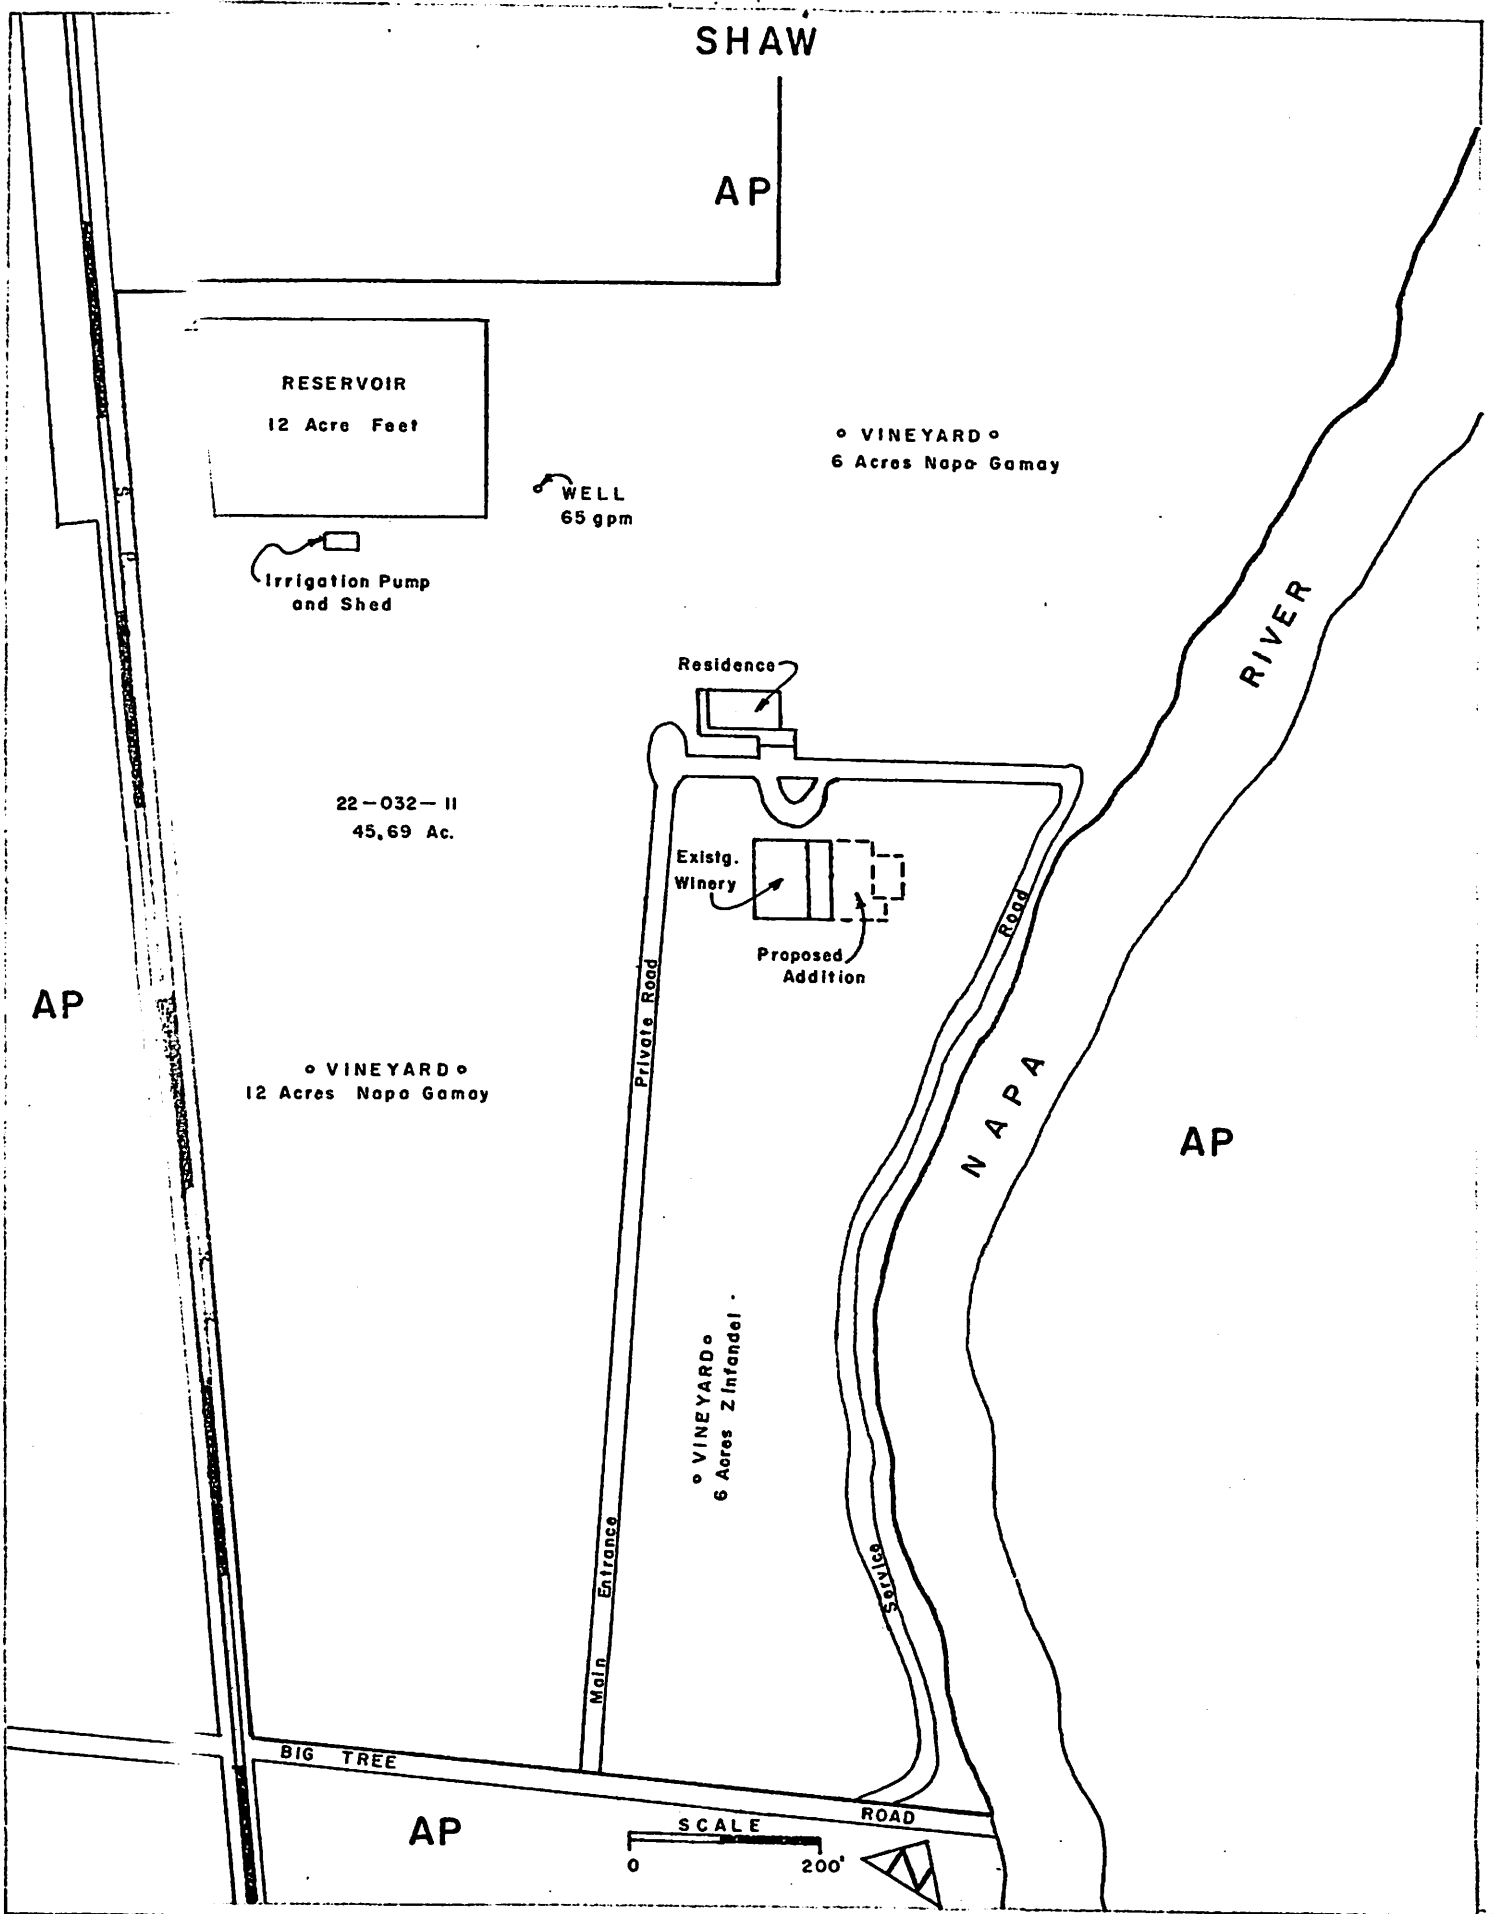 SHAW
AP
RESERVOIR
12 Acre Feet
VINEYARD
6 Acres Napa Gamay
WELL
65 gpm
S.
P.
Irrigation Pump
and Shed
RIVER
Residence
22-032-11
45.69 Ac.
Existg.
Winery
Road
Proposed
Addition
Private Road
AP
NAPA
VINEYARD
12 Acres Napa Gamay
AP
VINEYARD
6 Acres Zinfandel
Entrance
Service
Main
BIG TREE
ROAD
AP
SCALE
0 200'
N